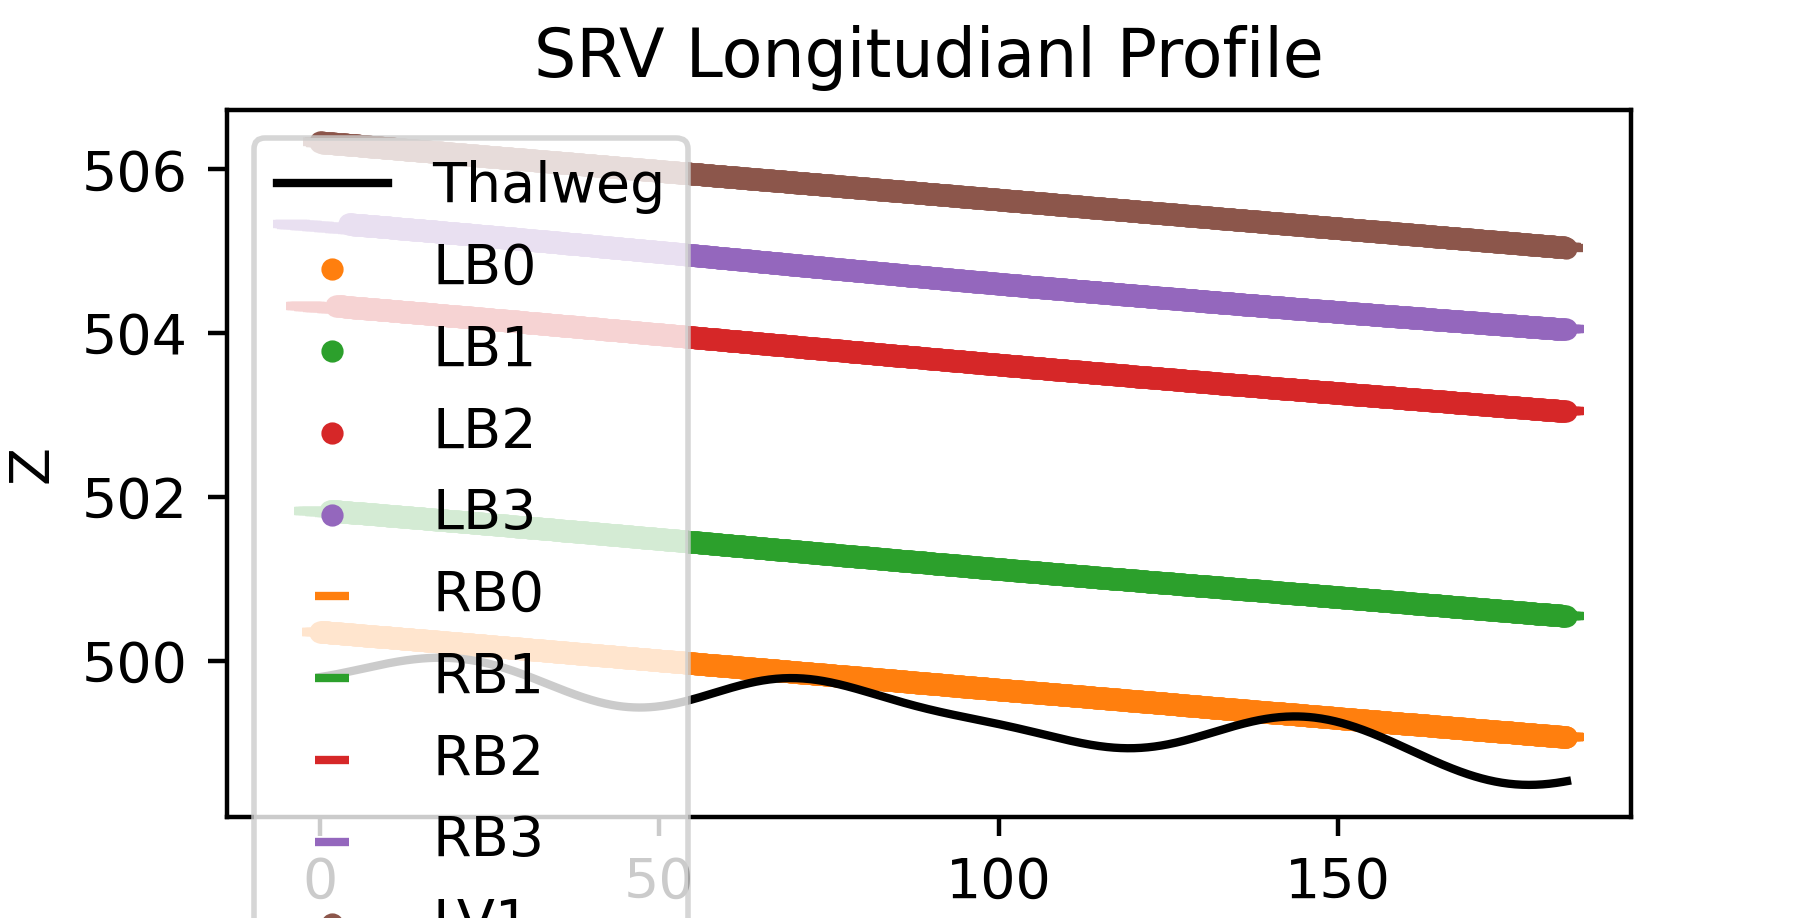 SRV Longitudianl Profile
506
504
502
500
Z
Thalweg
LB0
LB1
LB2
LB3
RB0
RB1
RB2
RB3
LV1
0 50 100 150